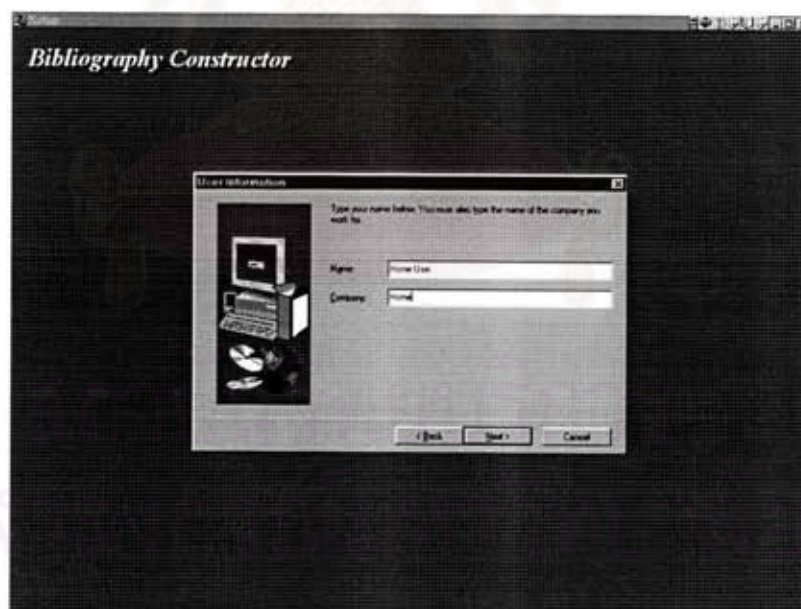 Setup
Bibliography Constructor
User Information
Type your name below. You must also type the name of the company you
work for.
Name:
Home User
Company:
Home
< Back
Next >
Cancel